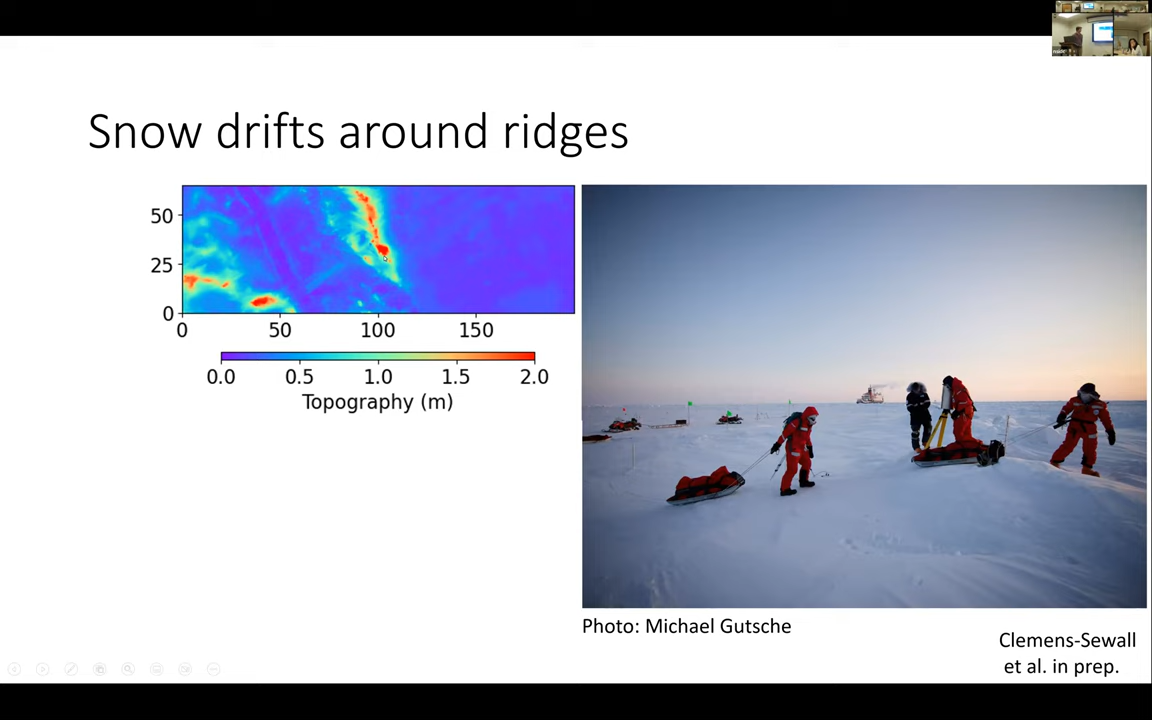 Snow drifts around ridges
50
25
0
0 50 100 150
0.0 0.5 1.0 1.5 2.0
Topography (m)
Photo: Michael Gutsche
Clemens-Sewall
et al. in prep.